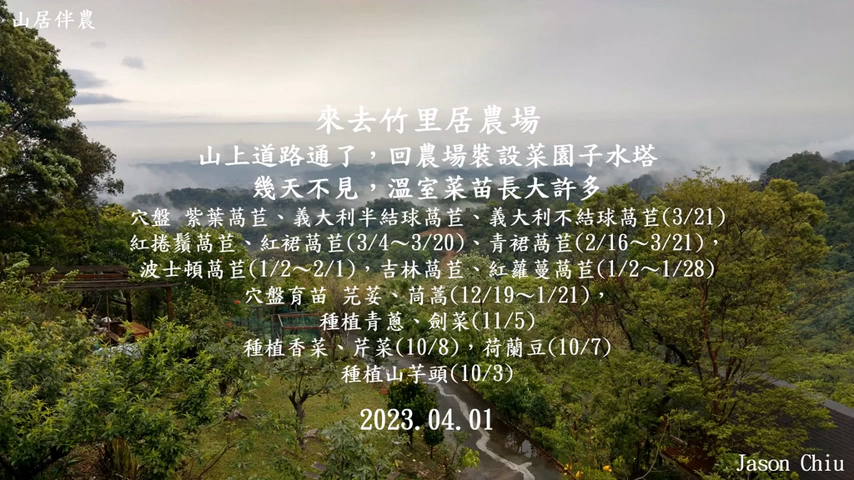 山居伴農
來去竹里居農場
山上道路通了，回農場裝設菜園子水塔
幾天不見，溫室菜苗長大許多
穴盤 紫葉萵苣、義大利半結球萵苣、義大利不結球萵苣(3/21)
紅捲鬚萵苣、紅裙萵苣(3/4～3/20)、青裙萵苣(2/16～3/21)，
波士頓萵苣(1/2～2/1)，吉林萵苣、紅蘿蔓萵苣(1/2～1/28)
穴盤育苗 芫荽、茼蒿(12/19～1/21)，
種植青蔥、劍菜(11/5)
種植香菜、芹菜(10/8)，荷蘭豆(10/7)
種植山芋頭(10/3)
2023.04.01
Jason Chiu